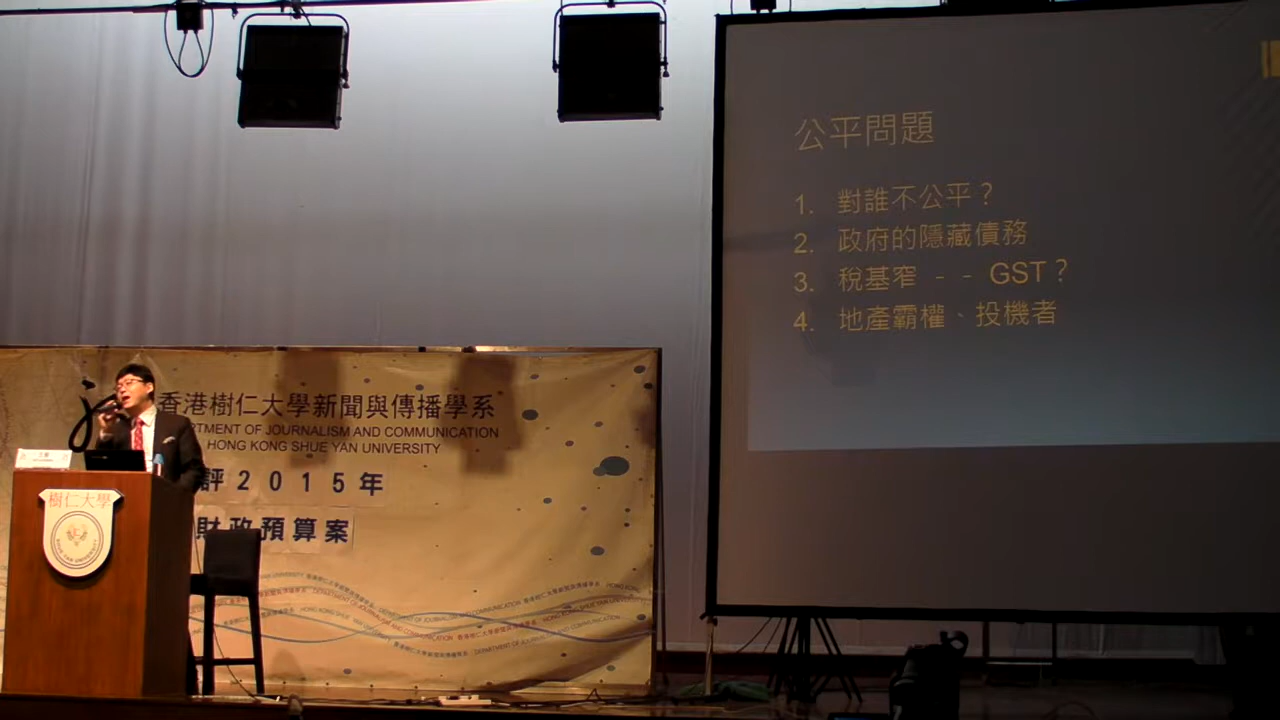 公平問題
1. 對誰不公平？
2. 政府的隱藏債務
3. 稅基窄 - - GST？
4. 地產霸權、投機者
香港樹仁大學新聞與傳播學系
DEPARTMENT OF JOURNALISM AND COMMUNICATION
HONG KONG SHUE YAN UNIVERSITY
評２０１５年
財政預算案
樹仁大學
SHUE YAN UNIVERSITY